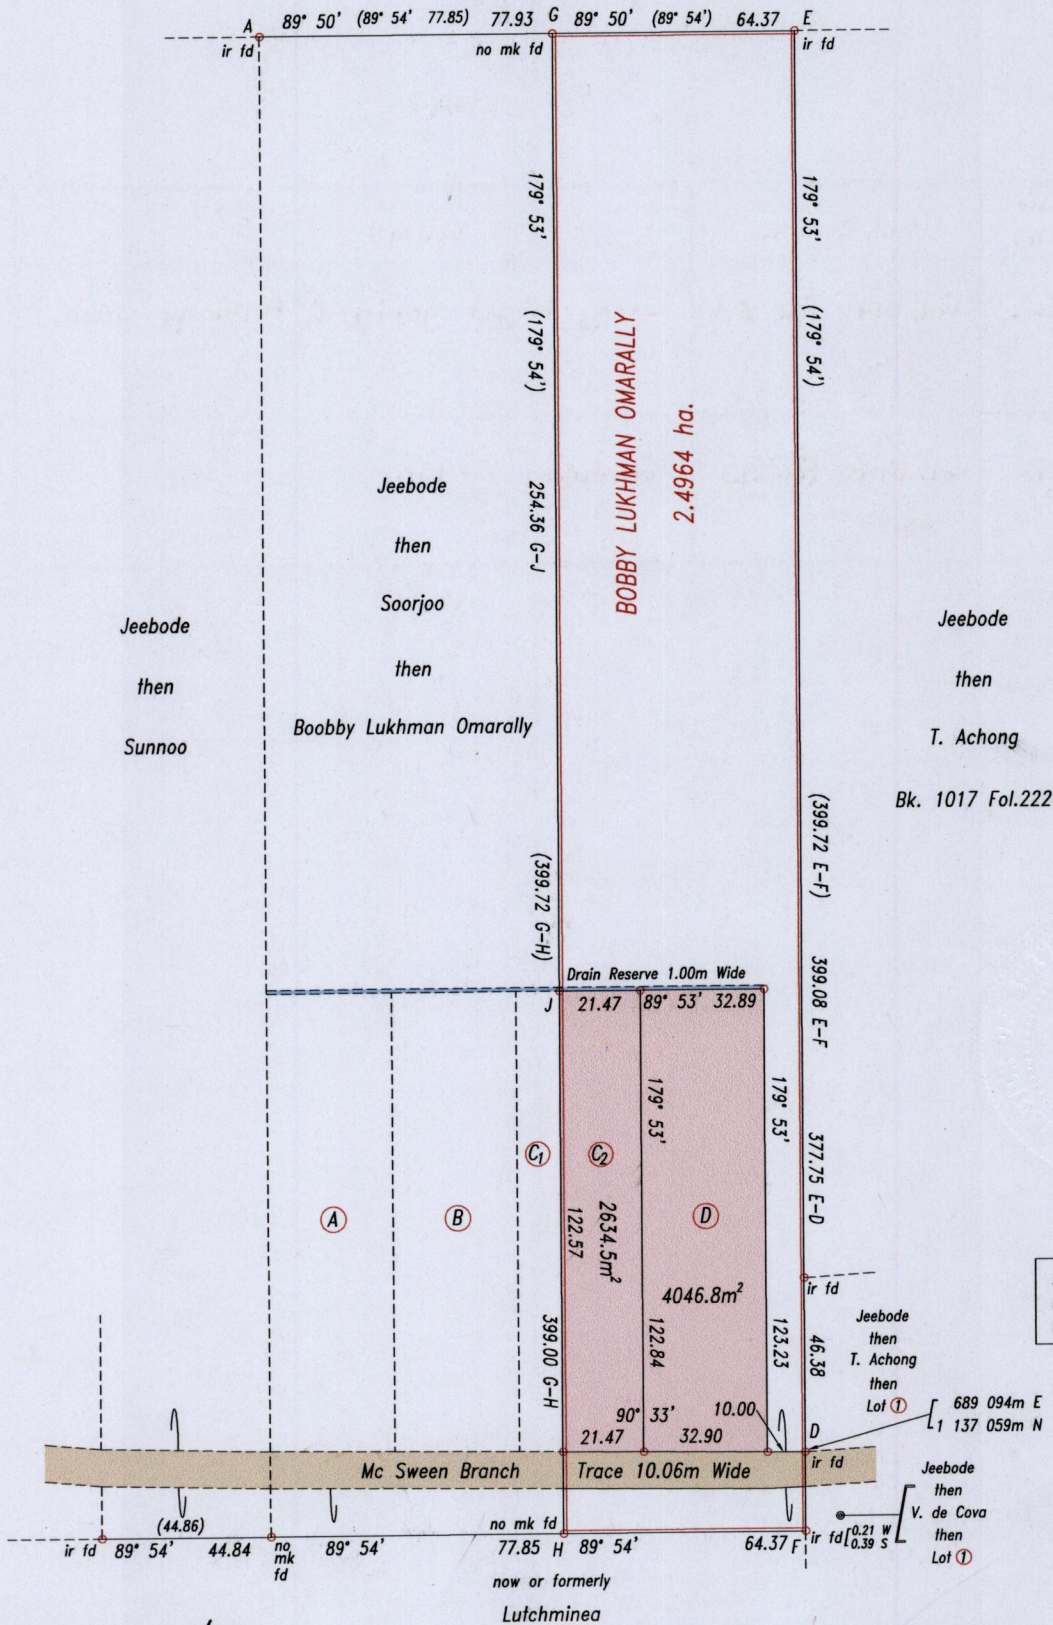 A 89° 50' (89° 54' 77.85) 77.93 G 89° 50' (89° 54') 64.37 E
ir fd
no mk fd
ir fd
179° 53'
(179° 54')
254.36 G-J
(399.72 G-H)
BOBBY LUKHMAN OMARALLY
2.4964 ha.
179° 53'
(179° 54')
(399.72 E-F)
399.08 E-F
377.75 E-D
Jeebode
then
Soorjoo
then
Boobby Lukhman Omarally
Jeebode
then
Sunnoo
Jeebode
then
T. Achong
Bk. 1017 Fol.222
Drain Reserve 1.00m Wide
J 21.47 89° 53' 32.89
179° 53'
179° 53'
C1
C2
A
B
D
2634.5m²
122.57
4046.8m²
399.00 G-H
122.84
123.23
46.38
ir fd
Jeebode
then
T. Achong
then
Lot 1
90° 33' 10.00
21.47 32.90
D
689 094m E
1 137 059m N
ir fd
Mc Sween Branch Trace 10.06m Wide
Jeebode
then
V. de Cova
then
Lot 1
(44.86)
no mk fd
ir fd 0.21 W
0.39 S
ir fd 89° 54' 44.84 no mk fd 89° 54' 77.85 H 89° 54' 64.37 F
now or formerly
Lutchminea